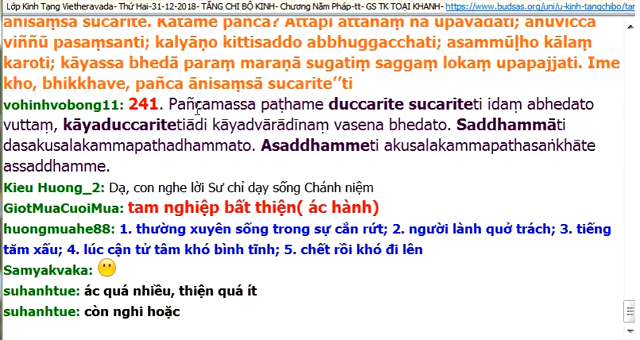 Lớp Kinh Tạng Vietheravada- Thứ Hai-31-12-2018- TĂNG CHI BỘ KINH- Chương Năm Pháp-tt- GS TK TOẠI KHANH- https://www.budsas.org/uni/u-kinh-tangchibo/tan
ānisaṃsā sucarite. Katame pañca? Attāpi attānaṃ na upavadati; anuvicca
viññū pasaṃsanti; kalyāṇo kittisaddo abbhuggacchati; asammūḷho kālaṃ
karoti; kāyassa bhedā paraṃ maraṇā sugatiṃ saggaṃ lokaṃ upapajjati. Ime
kho, bhikkhave, pañca ānisaṃsā sucarite’’ti
vohinhvobong11: 241. Pañcamassa paṭhame duccarite sucariteti idaṃ abhedato
vuttaṃ, kāyaduccaritetiādi kāyadvārādīnaṃ vasena bhedato. Saddhammāti
dasakusalakammapathadhammato. Asaddhammeti akusalakammapathasaṅkhāte
assaddhamme.
Kieu Huong_2: Dạ, con nghe lời Sư chỉ dạy sống Chánh niệm
GiotMuaCuoiMua: tam nghiệp bất thiện( ác hành)
huongmuahe88: 1. thường xuyên sống trong sự cắn rứt; 2. người lành quở trách; 3. tiếng
tăm xấu; 4. lúc cận tử tâm khó bình tĩnh; 5. chết rồi khó đi lên
Samyakvaka:
suhanhtue: ác quá nhiều, thiện quá ít
suhanhtue: còn nghi hoặc